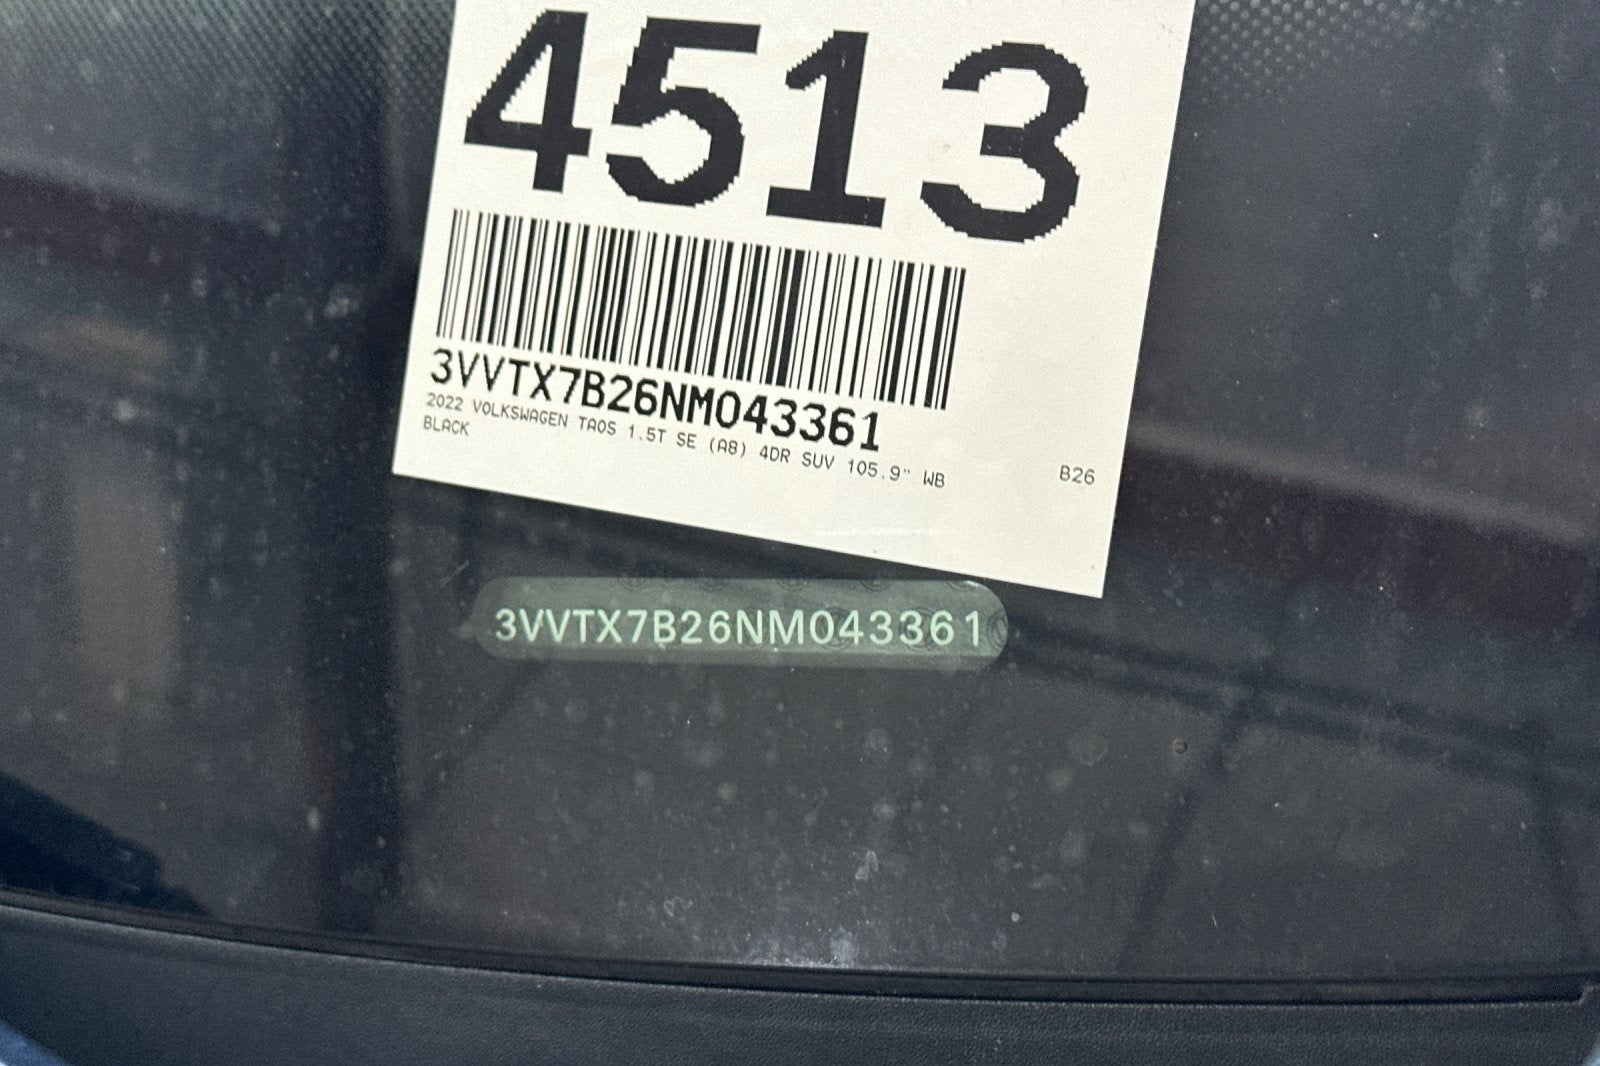 4513
3VVTX7B26NM043361
2022 VOLKSWAGEN TAOS 1.5T SE (A8) 4DR SUV 105.9" WB
BLACK
B26
3VVTX7B26NM043361